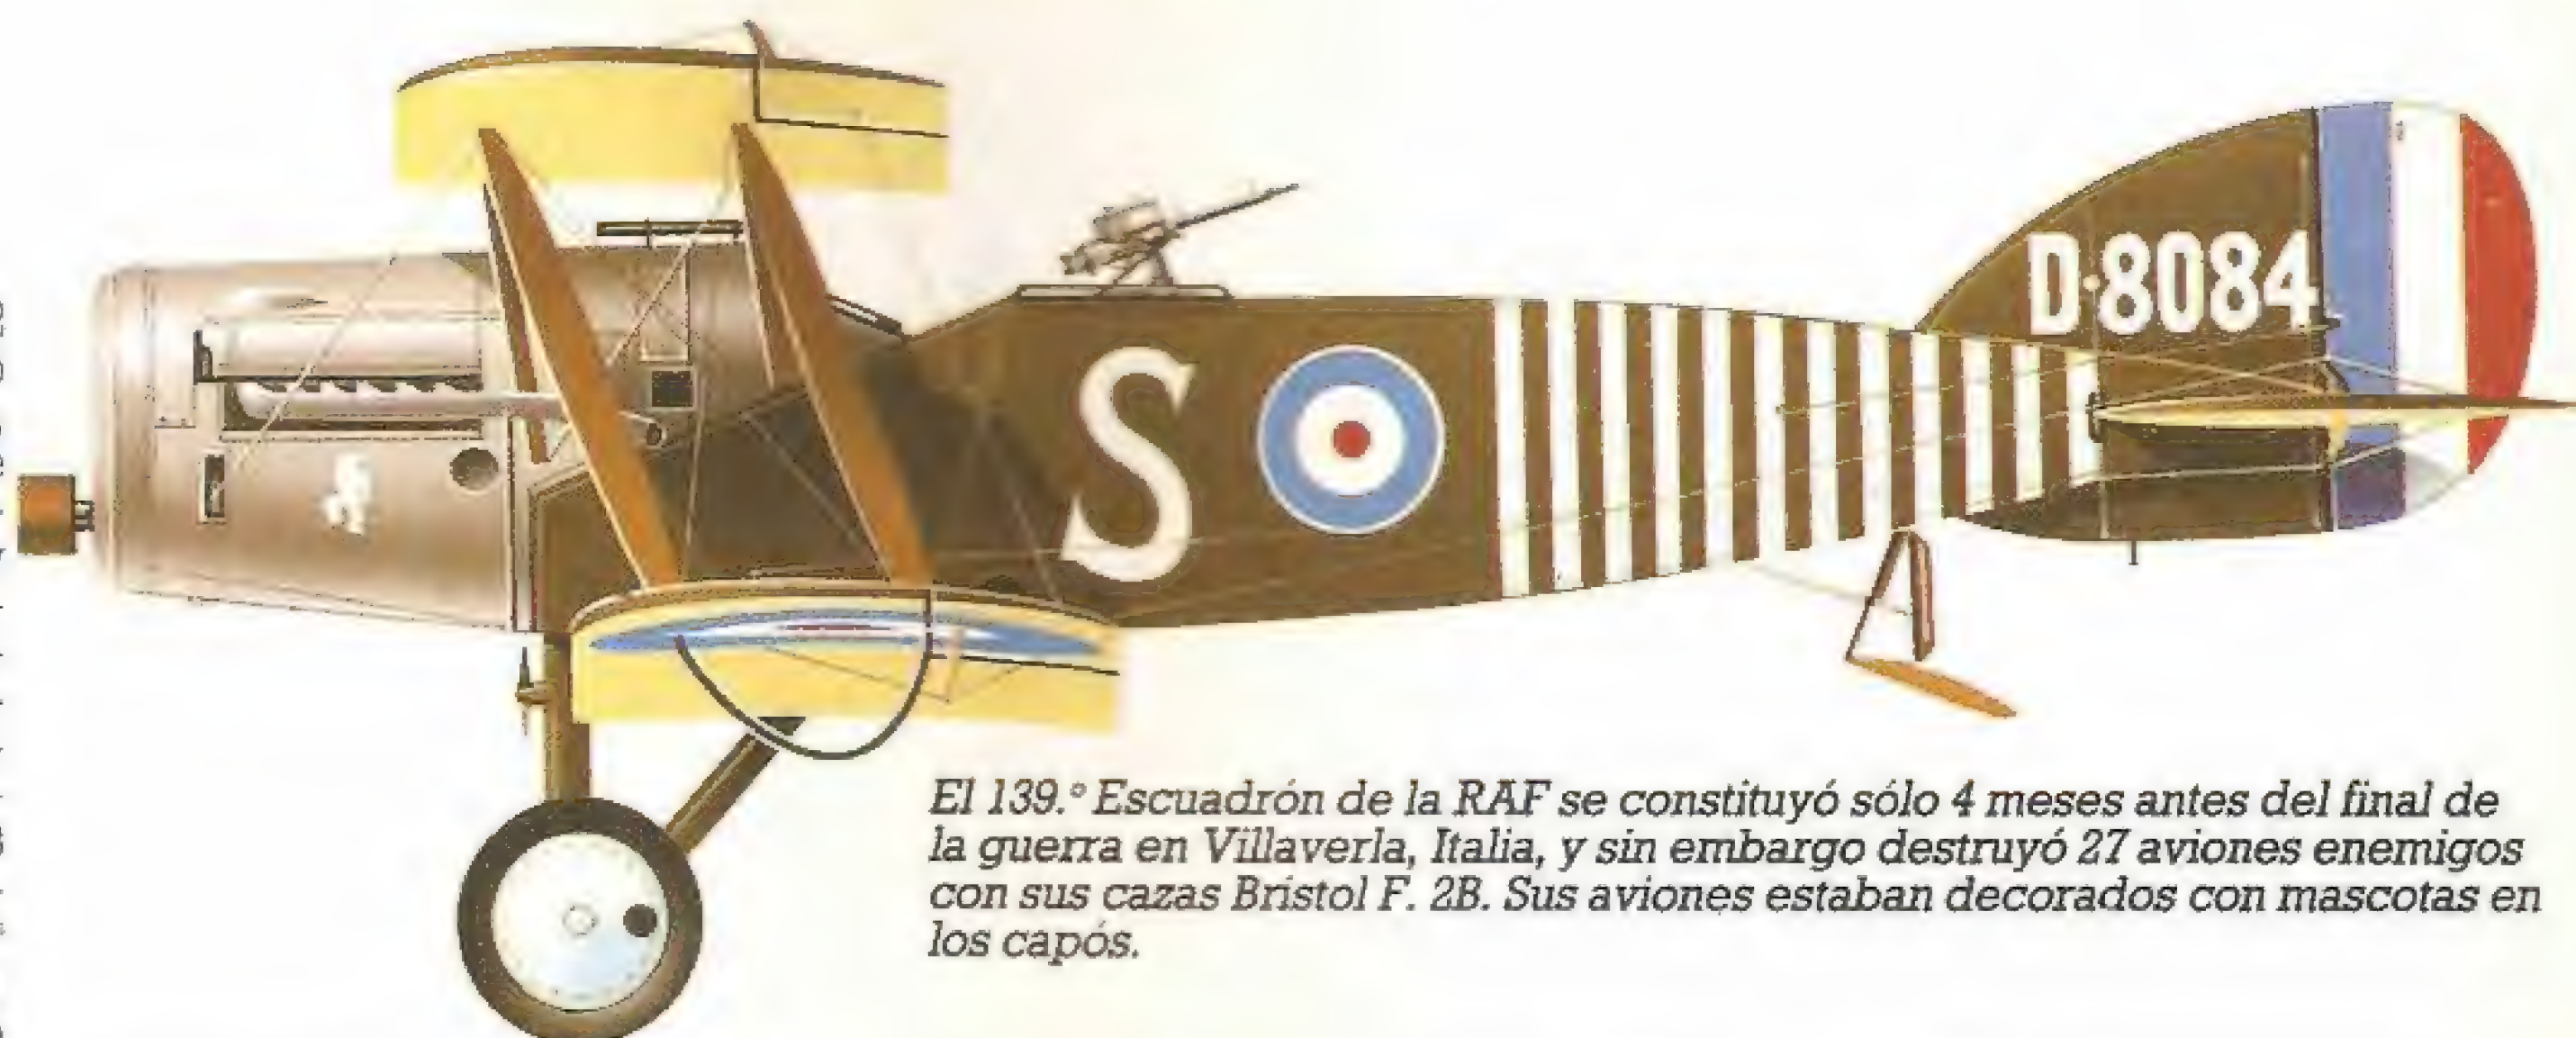 D·8084
S
El 139.º Escuadrón de la RAF se constituyó sólo 4 meses antes del final de
la guerra en Villaverla, Italia, y sin embargo destruyó 27 aviones enemigos
con sus cazas Bristol F. 2B. Sus aviones estaban decorados con mascotas en
los capós.